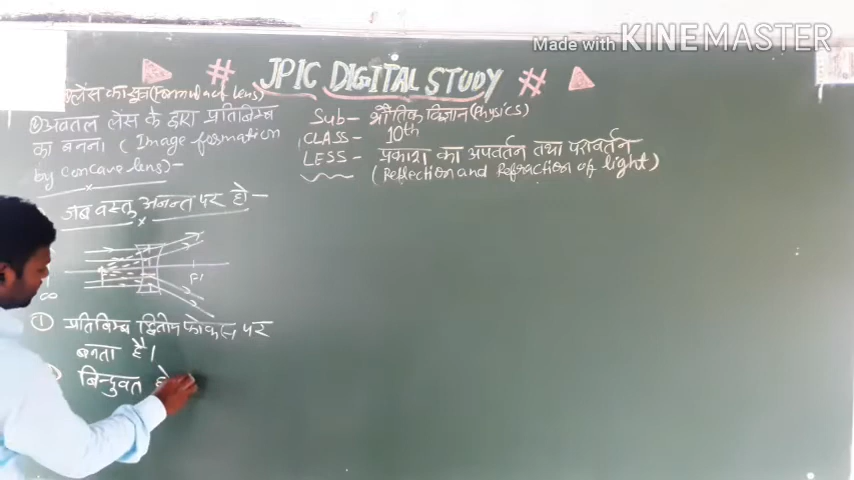 Made with KINEMASTER
# JPIC DIGITAL STUDY #
लेंस का सूत्र (Formula of lens)
② अवतल लेंस के द्वारा प्रतिबिम्ब
का बनना। (Image formation
by concave lens)-
Sub- भौतिक विज्ञान (Physics)
CLASS- 10th
LESS- प्रकाश का अपवर्तन तथा परावर्तन
(Reflection and Refraction of light)
जब वस्तु अनन्त पर हो-
F1
∞
① प्रतिबिम्ब द्वितीय फोकस पर
बनता है।
बिन्दुवत हो